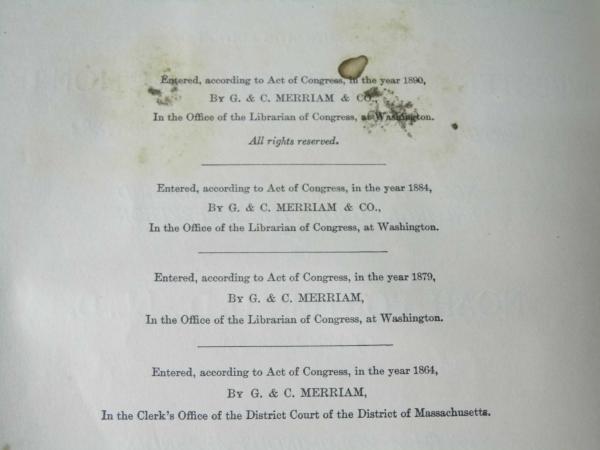 Entered, according to Act of Congress, in the year 1890,
By G. & C. MERRIAM & CO.,
In the Office of the Librarian of Congress, at Washington.
All rights reserved.
Entered, according to Act of Congress, in the year 1884,
By G. & C. MERRIAM & CO.,
In the Office of the Librarian of Congress, at Washington.
Entered, according to Act of Congress, in the year 1879,
By G. & C. MERRIAM,
In the Office of the Librarian of Congress, at Washington.
Entered, according to Act of Congress, in the year 1864,
By G. & C. MERRIAM,
In the Clerk's Office of the District Court of the District of Massachusetts.